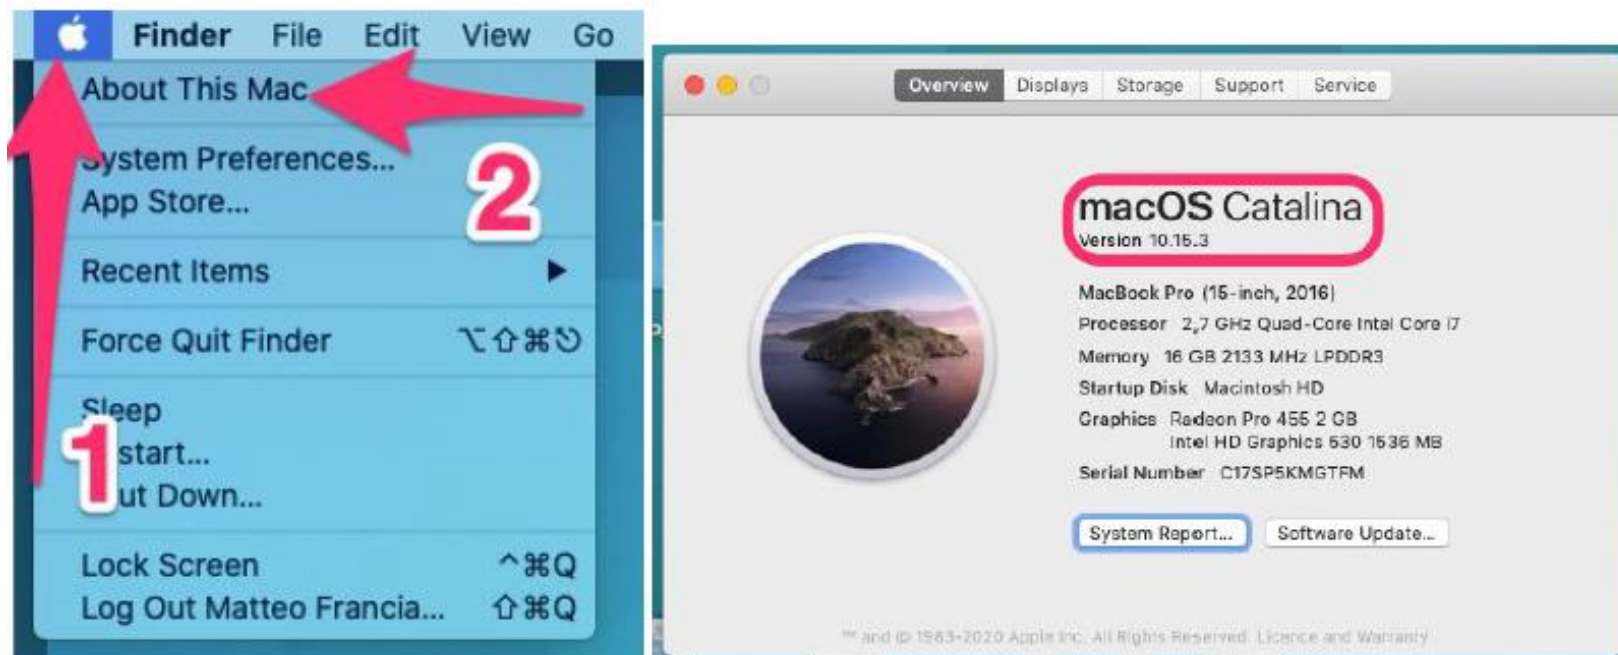 Finder File Edit View Go
About This Mac
System Preferences...
App Store...
2
Recent Items
Force Quit Finder ⌥⇧⌘⎋
Sleep
1
start...
ut Down...
Lock Screen ^⌘Q
Log Out Matteo Francia... ⇧⌘Q
Overview Displays Storage Support Service
macOS Catalina
Version 10.15.3
MacBook Pro (15-inch, 2016)
Processor 2,7 GHz Quad-Core Intel Core i7
Memory 16 GB 2133 MHz LPDDR3
Startup Disk Macintosh HD
Graphics Radeon Pro 455 2 GB
Intel HD Graphics 530 1536 MB
Serial Number C17SP5KMGTFM
System Report... Software Update...
™ and © 1983-2020 Apple Inc. All Rights Reserved. Licence and Warranty